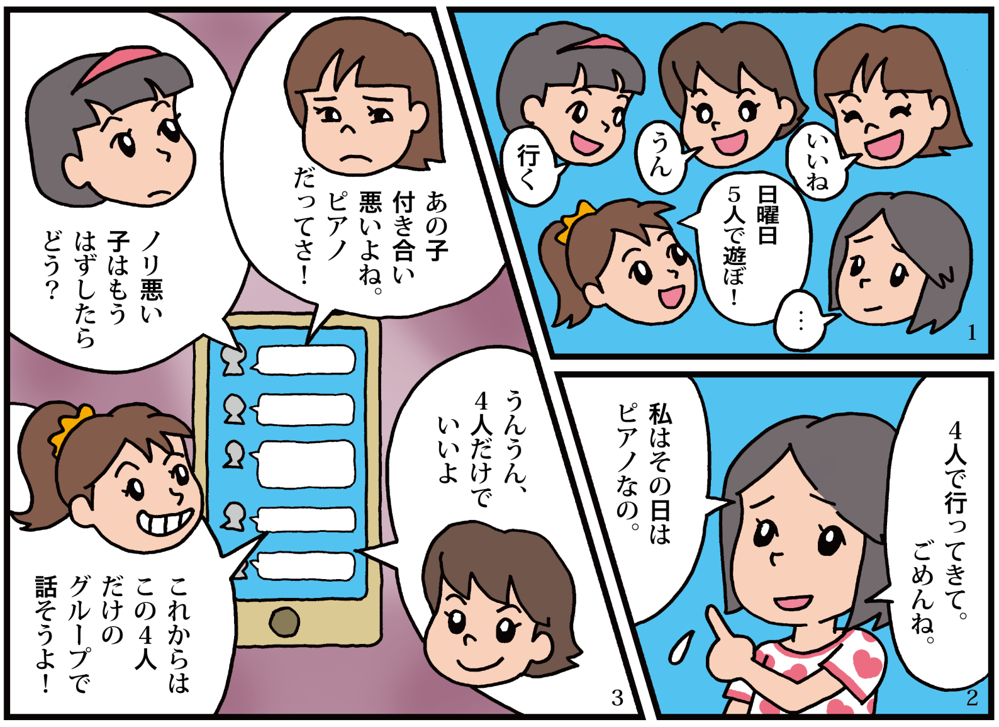 いいね
うん
行く
日曜日
５人で遊ぼ！
…
1
４人で行ってきて。
ごめんね。
私はその日は
ピアノなの。
2
あの子
付き合い
悪いよね。
ピアノ
だってさ！
ノリ悪い
子はもう
はずしたら
どう？
うんうん、
４人だけで
いいよ
これからは
この４人
だけの
グループで
話そうよ！
3